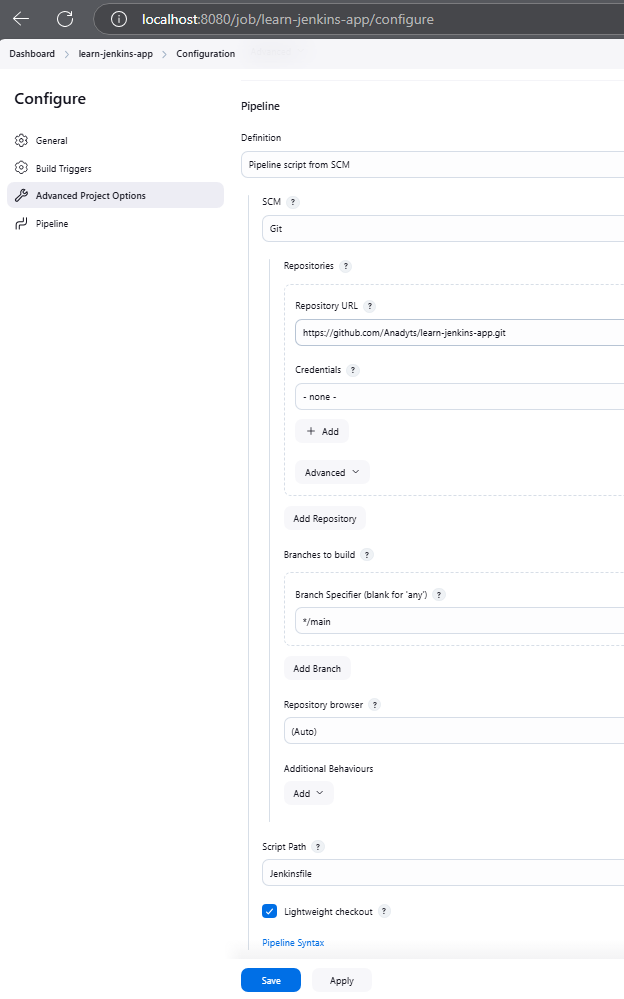 localhost:8080/job/learn-jenkins-app/configure
Dashboard > learn-jenkins-app > Configuration
Configure
General
Build Triggers
Advanced Project Options
Pipeline
Pipeline
Definition
Pipeline script from SCM
SCM ?
Git
Repositories ?
Repository URL ?
https://github.com/Anadyts/learn-jenkins-app.git
Credentials ?
- none -
+ Add
Advanced
Add Repository
Branches to build ?
Branch Specifier (blank for 'any') ?
*/main
Add Branch
Repository browser ?
(Auto)
Additional Behaviours
Add
Script Path ?
Jenkinsfile
Lightweight checkout ?
Pipeline Syntax
Save Apply